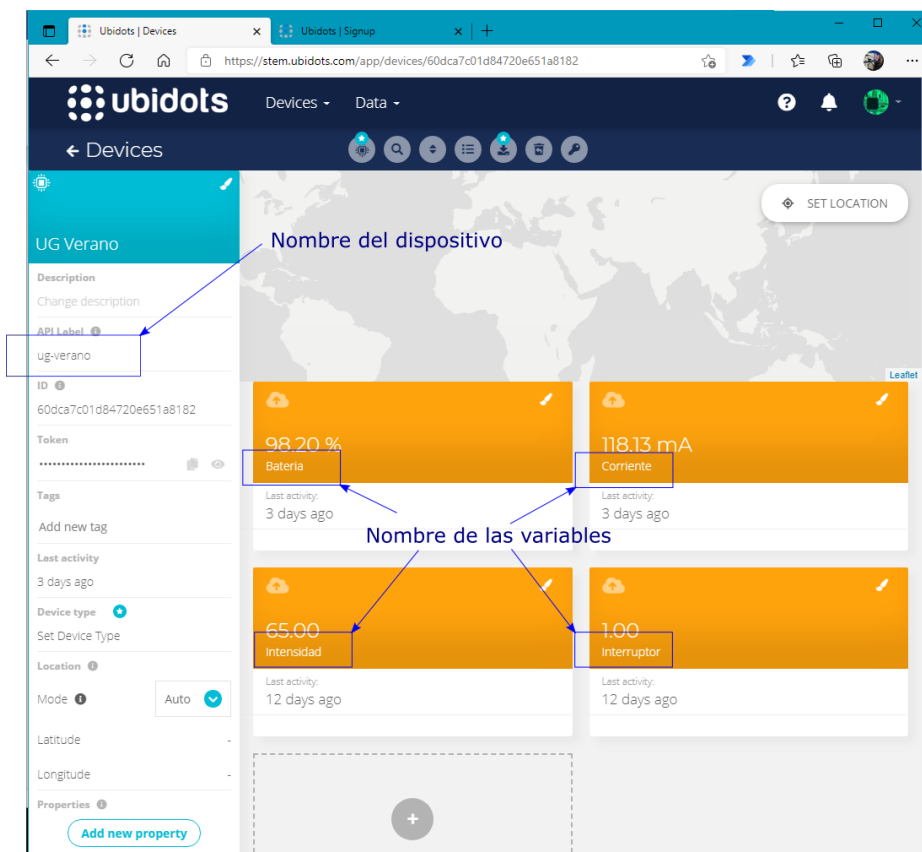 Ubidots | Devices
Ubidots | Signup
https://stem.ubidots.com/app/devices/60dca7c01d84720e651a8182
ubidots
Devices
Data
← Devices
UG Verano
SET LOCATION
Nombre del dispositivo
Description
Change description
API Label
ug-verano
Leaflet
ID
60dca7c01d84720e651a8182
98.20 %
Bateria
118.13 mA
Corriente
Token
•••••••••••••••••••••••
Last activity:
3 days ago
Last activity:
3 days ago
Tags
Add new tag
Nombre de las variables
Last activity
3 days ago
Device type
Set Device Type
65.00
Intensidad
1.00
Interruptor
Location
Mode
Auto
Last activity:
12 days ago
Last activity:
12 days ago
Latitude
-
Longitude
-
Properties
Add new property